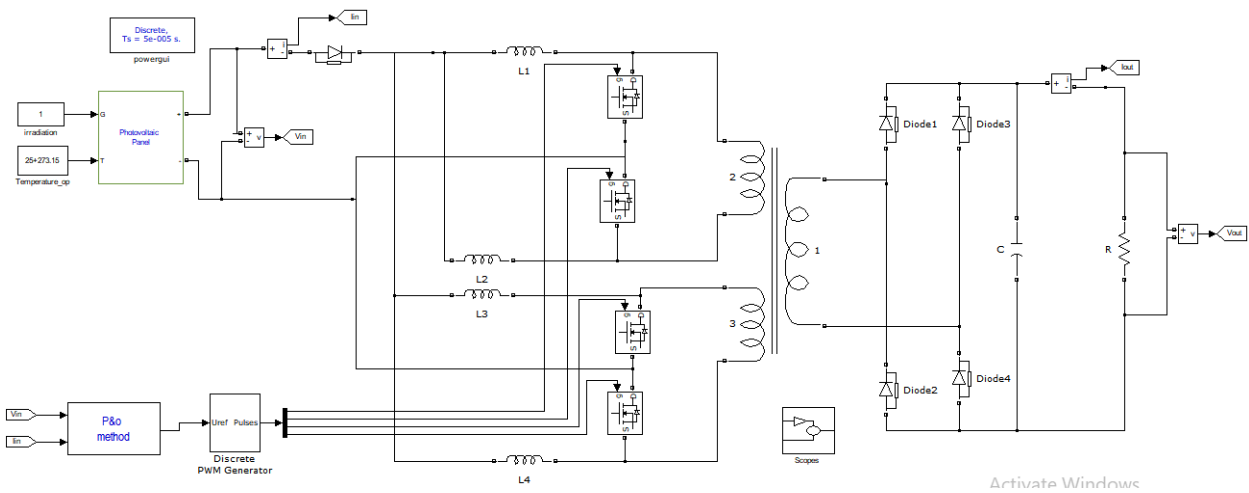 Discrete,
Ts = 5e-005 s.
powergui
Iin
i
+
-
L1
Iout
i
+
-
1
irradiation
G
T
Photovoltaic
Panel
+
-
25+273.15
Temperature_op
+
-
v
Vin
D
S
2
Diode1
Diode3
D
S
1
C
R
+
-
v
Vout
L2
L3
D
S
3
Diode2
Diode4
D
S
Vin
Iin
P&o
method
Uref Pulses
Discrete
PWM Generator
L4
Scopes
Activate Windows